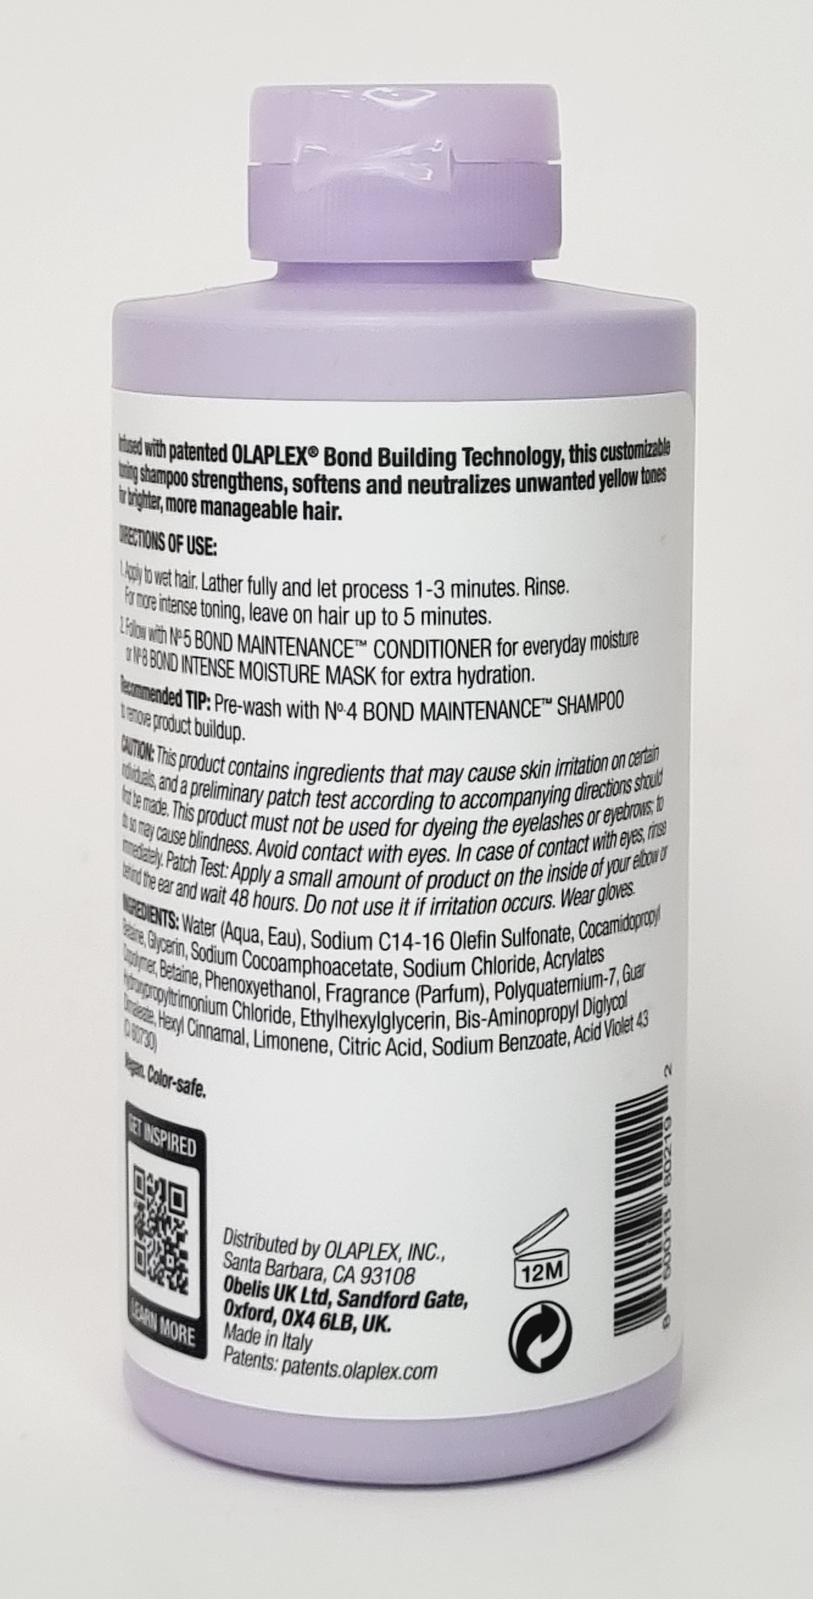 Infused with patented OLAPLEX® Bond Building Technology, this customizable
toning shampoo strengthens, softens and neutralizes unwanted yellow tones
for brighter, more manageable hair.
DIRECTIONS OF USE:
1. Apply to wet hair. Lather fully and let process 1-3 minutes. Rinse.
For more intense toning, leave on hair up to 5 minutes.
2. Follow with Nº5 BOND MAINTENANCE™ CONDITIONER for everyday moisture
or Nº8 BOND INTENSE MOISTURE MASK for extra hydration.
Recommended TIP: Pre-wash with Nº.4 BOND MAINTENANCE™ SHAMPOO
to remove product buildup.
CAUTION: This product contains ingredients that may cause skin irritation on certain
individuals, and a preliminary patch test according to accompanying directions should
first be made. This product must not be used for dyeing the eyelashes or eyebrows; to
do so may cause blindness. Avoid contact with eyes. In case of contact with eyes, rinse
immediately. Patch Test: Apply a small amount of product on the inside of your elbow or
behind the ear and wait 48 hours. Do not use it if irritation occurs. Wear gloves.
INGREDIENTS: Water (Aqua, Eau), Sodium C14-16 Olefin Sulfonate, Cocamidopropyl
Betaine, Glycerin, Sodium Cocoamphoacetate, Sodium Chloride, Acrylates
Copolymer, Betaine, Phenoxyethanol, Fragrance (Parfum), Polyquaternium-7, Guar
Hydroxypropyltrimonium Chloride, Ethylhexylglycerin, Bis-Aminopropyl Diglycol
Dimaleate, Hexyl Cinnamal, Limonene, Citric Acid, Sodium Benzoate, Acid Violet 43
(CI 60730)
Vegan. Color-safe.
GET INSPIRED
LEARN MORE
Distributed by OLAPLEX, INC.,
Santa Barbara, CA 93108
Obelis UK Ltd, Sandford Gate,
Oxford, OX4 6LB, UK.
Made in Italy
Patents: patents.olaplex.com
12M
8 50018 80219 2